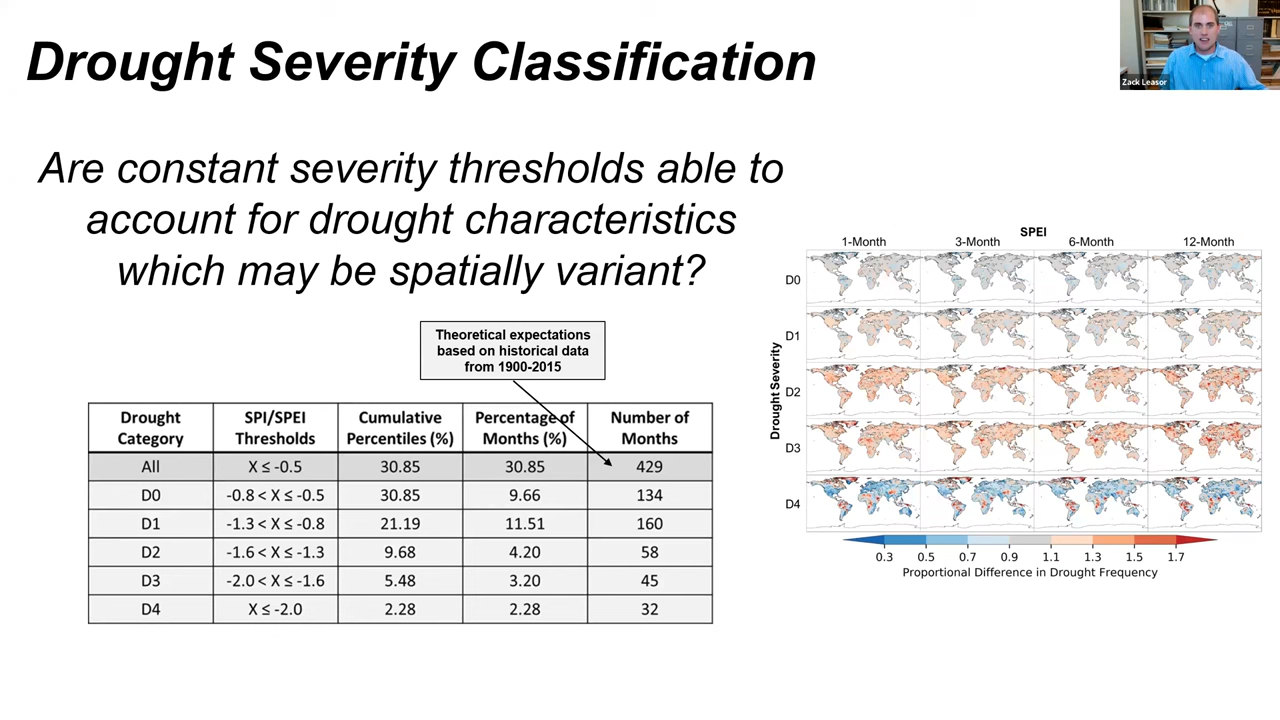 Drought Severity Classification
Zack Leasor
Are constant severity thresholds able to
account for drought characteristics
which may be spatially variant?
Theoretical expectations
based on historical data
from 1900-2015
Drought Category SPI/SPEI Thresholds Cumulative Percentiles (%) Percentage of Months (%) Number of Months
All X ≤ -0.5 30.85 30.85 429
D0 -0.8 < X ≤ -0.5 30.85 9.66 134
D1 -1.3 < X ≤ -0.8 21.19 11.51 160
D2 -1.6 < X ≤ -1.3 9.68 4.20 58
D3 -2.0 < X ≤ -1.6 5.48 3.20 45
D4 X ≤ -2.0 2.28 2.28 32
SPEI
1-Month 3-Month 6-Month 12-Month
Drought Severity
D0
D1
D2
D3
D4
0.3 0.5 0.7 0.9 1.1 1.3 1.5 1.7
Proportional Difference in Drought Frequency